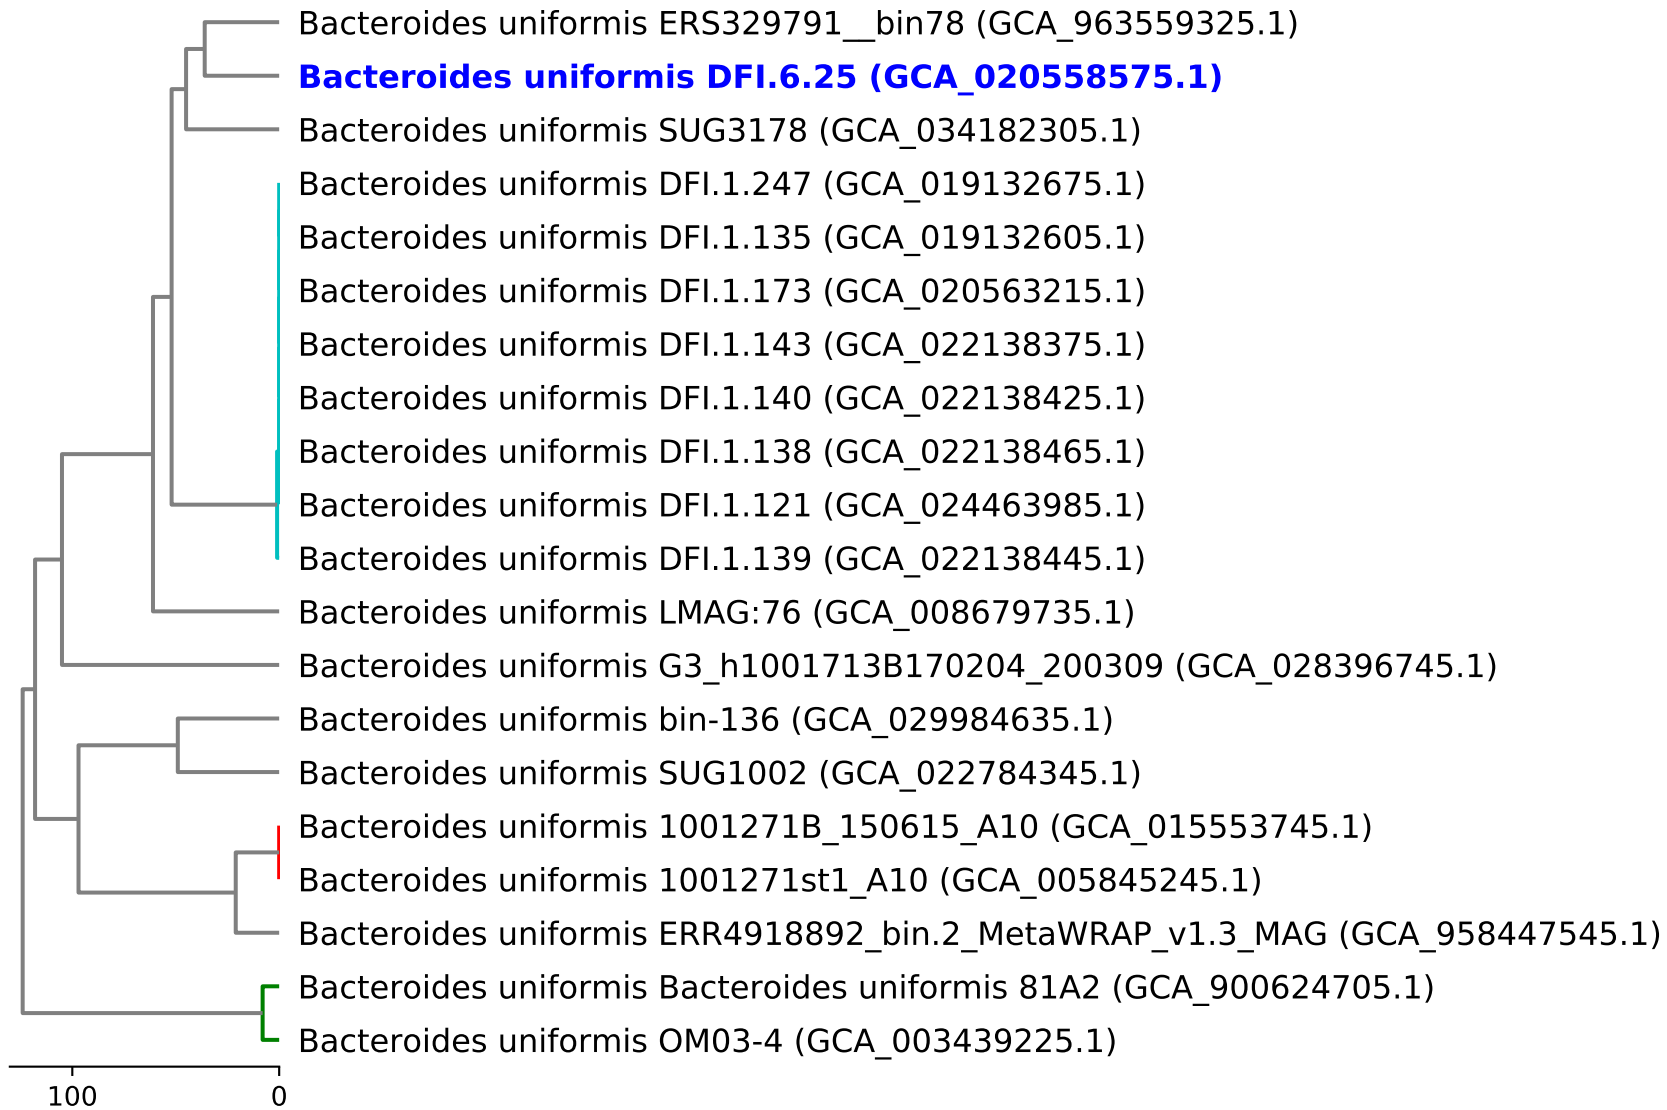 Bacteroides uniformis ERS329791__bin78 (GCA_963559325.1)
Bacteroides uniformis DFI.6.25 (GCA_020558575.1)
Bacteroides uniformis SUG3178 (GCA_034182305.1)
Bacteroides uniformis DFI.1.247 (GCA_019132675.1)
Bacteroides uniformis DFI.1.135 (GCA_019132605.1)
Bacteroides uniformis DFI.1.173 (GCA_020563215.1)
Bacteroides uniformis DFI.1.143 (GCA_022138375.1)
Bacteroides uniformis DFI.1.140 (GCA_022138425.1)
Bacteroides uniformis DFI.1.138 (GCA_022138465.1)
Bacteroides uniformis DFI.1.121 (GCA_024463985.1)
Bacteroides uniformis DFI.1.139 (GCA_022138445.1)
Bacteroides uniformis LMAG:76 (GCA_008679735.1)
Bacteroides uniformis G3_h1001713B170204_200309 (GCA_028396745.1)
Bacteroides uniformis bin-136 (GCA_029984635.1)
Bacteroides uniformis SUG1002 (GCA_022784345.1)
Bacteroides uniformis 1001271B_150615_A10 (GCA_015553745.1)
Bacteroides uniformis 1001271st1_A10 (GCA_005845245.1)
Bacteroides uniformis ERR4918892_bin.2_MetaWRAP_v1.3_MAG (GCA_958447545.1)
Bacteroides uniformis Bacteroides uniformis 81A2 (GCA_900624705.1)
Bacteroides uniformis OM03-4 (GCA_003439225.1)
100 0